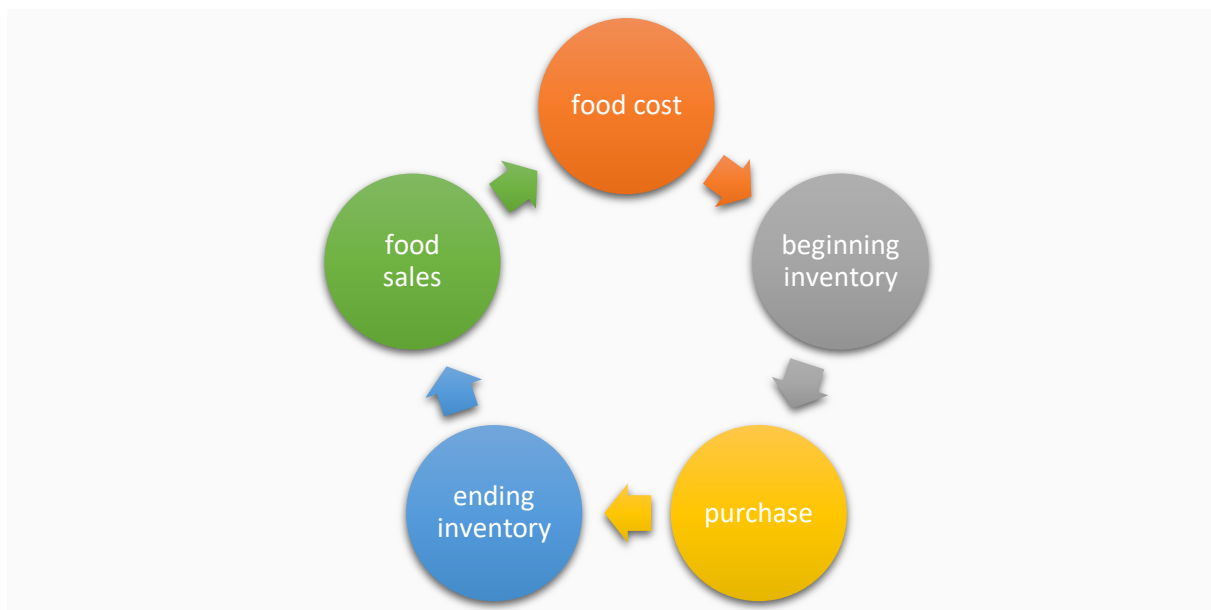 food cost
beginning
inventory
purchase
ending
inventory
food
sales